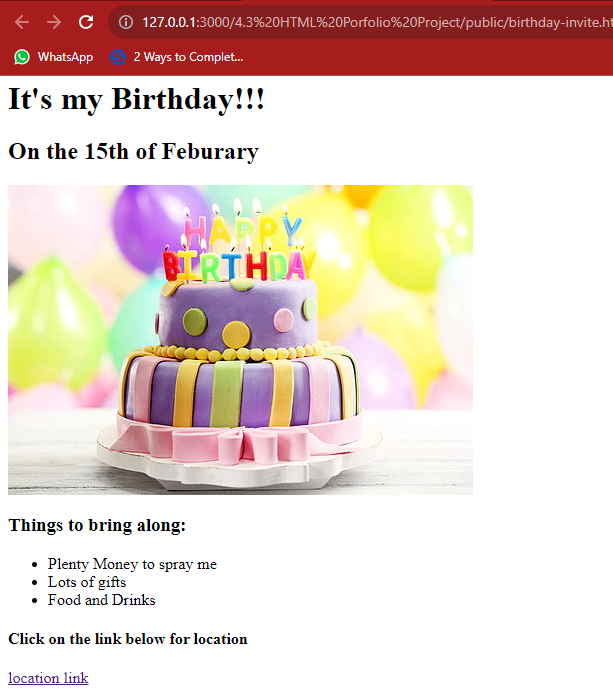 127.0.0.1:3000/4.3%20HTML%20Porfolio%20Project/public/birthday-invite.h
WhatsApp
2 Ways to Complet...
It's my Birthday!!!
On the 15th of Feburary
HAPPY
BIRTHDAY
Things to bring along:
Plenty Money to spray me
Lots of gifts
Food and Drinks
Click on the link below for location
location link